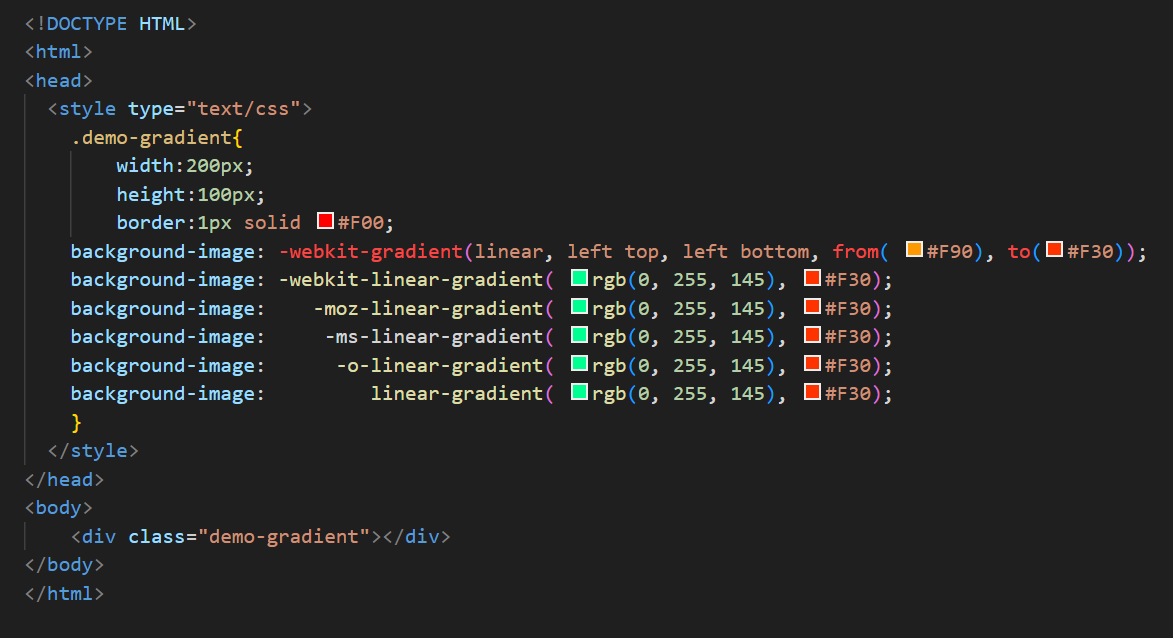 <!DOCTYPE HTML>
<html>
<head>
  <style type="text/css">
    .demo-gradient{
        width:200px;
        height:100px;
        border:1px solid #F00;
    background-image: -webkit-gradient(linear, left top, left bottom, from( #F90), to( #F30));
    background-image: -webkit-linear-gradient( rgb(0, 255, 145), #F30);
    background-image:    -moz-linear-gradient( rgb(0, 255, 145), #F30);
    background-image:     -ms-linear-gradient( rgb(0, 255, 145), #F30);
    background-image:      -o-linear-gradient( rgb(0, 255, 145), #F30);
    background-image:         linear-gradient( rgb(0, 255, 145), #F30);
    }
  </style>
</head>
<body>
    <div class="demo-gradient"></div>
</body>
</html>